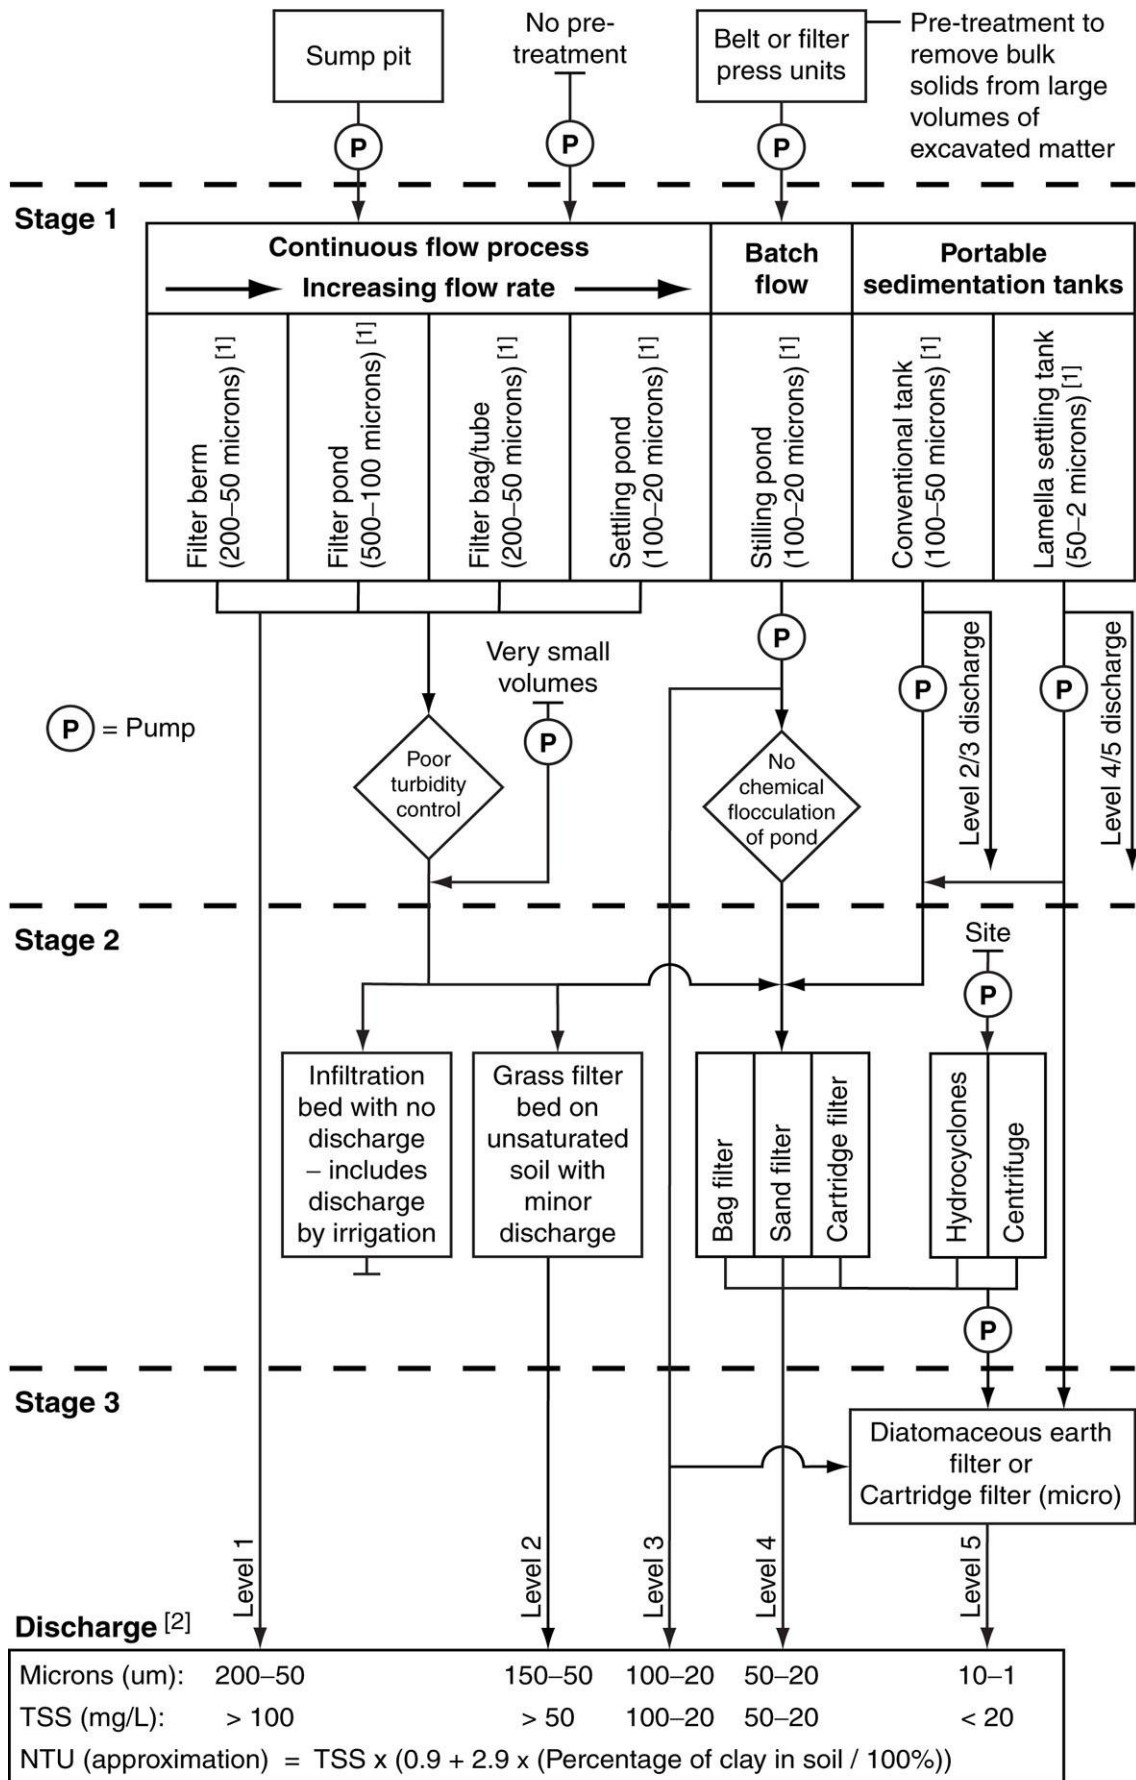 Sump pit
No pre-
treatment
Belt or filter
press units
Pre-treatment to
remove bulk
solids from large
volumes of
excavated matter
P
P
P
Stage 1
Continuous flow process
Increasing flow rate
Batch
flow
Portable
sedimentation tanks
Filter berm
(200–50 microns) [1]
Filter pond
(500–100 microns) [1]
Filter bag/tube
(200–50 microns) [1]
Settling pond
(100–20 microns) [1]
Stilling pond
(100–20 microns) [1]
Conventional tank
(100–50 microns) [1]
Lamella settling tank
(50–2 microns) [1]
P = Pump
Very small
volumes
P
P
P
P
Poor
turbidity
control
No
chemical
flocculation
of pond
Level 2/3 discharge
Level 4/5 discharge
Stage 2
Site
P
Infiltration
bed with no
discharge
– includes
discharge
by irrigation
Grass filter
bed on
unsaturated
soil with
minor
discharge
Bag filter
Sand filter
Cartridge filter
Hydrocyclones
Centrifuge
P
Stage 3
Diatomaceous earth
filter or
Cartridge filter (micro)
Level 1
Level 2
Level 3
Level 4
Level 5
Discharge [2]
Microns (um): 200–50 150–50 100–20 50–20 10–1
TSS (mg/L): > 100 > 50 100–20 50–20 < 20
NTU (approximation) = TSS x (0.9 + 2.9 x (Percentage of clay in soil / 100%))